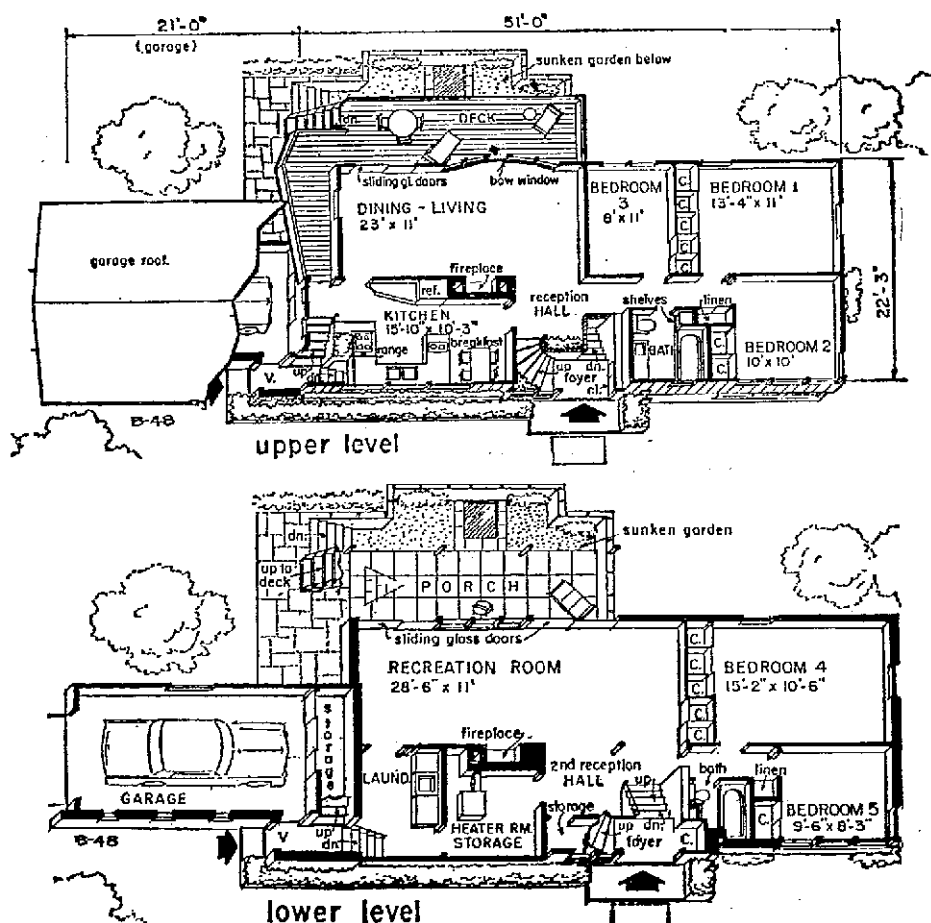 21'-0"
(garage)
51'-0"
sunken garden below
dn.
DECK
sliding gl. doors
bow window
BEDROOM
3
8' x 11'
C.
C.
C.
C.
C.
BEDROOM 1
13'-4" x 11'
DINING - LIVING
23' x 11'
garage roof.
fireplace
ref.
reception
HALL
shelves
linen
22'-3"
KITCHEN
15'-10" x 10'-3"
range
breakfast
BATH
C.
C.
BEDROOM 2
10' x 10'
V.
up
dn.
up
dn.
foyer
cl.
B-48
upper level
sunken garden
dn.
up to
deck
PORCH
sliding glass doors
RECREATION ROOM
28'-6" x 11'
C.
C.
C.
C.
C.
BEDROOM 4
15'-2" x 10'-6"
storage
fireplace
LAUND.
2nd reception
HALL
up
bath
linen
GARAGE
HEATER RM.
STORAGE
storage
up
dn.
foyer
C.
C.
BEDROOM 5
9'-6" x 8'-3"
B-48
V
up
dn.
lower level